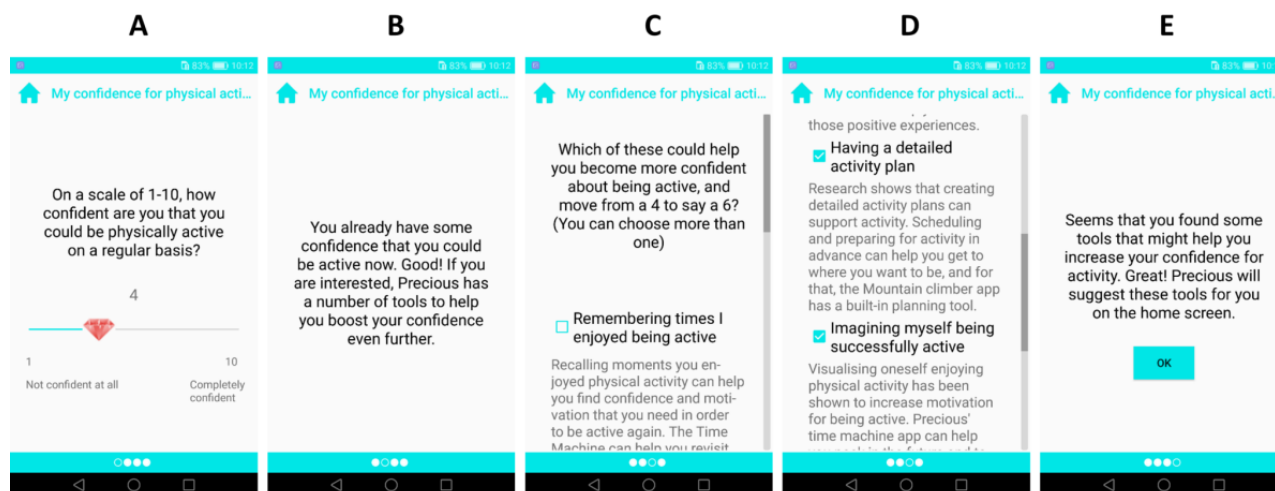 A
83% 10:12
My confidence for physical acti...
On a scale of 1-10, how
confident are you that you
could be physically active
on a regular basis?
4
1
10
Not confident at all
Completely
confident
B
83% 10:12
My confidence for physical acti...
You already have some
confidence that you could
be active now. Good! If you
are interested, Precious has
a number of tools to help
you boost your confidence
even further.
C
83% 10:12
My confidence for physical acti...
Which of these could help
you become more confident
about being active, and
move from a 4 to say a 6?
(You can choose more than
one)
Remembering times I
enjoyed being active
Recalling moments you en-
joyed physical activity can help
you find confidence and moti-
vation that you need in order
to be active again. The Time
Machine can help you revisit
D
83% 10:12
My confidence for physical acti...
those positive experiences.
Having a detailed
activity plan
Research shows that creating
detailed activity plans can
support activity. Scheduling
and preparing for activity in
advance can help you get to
where you want to be, and for
that, the Mountain climber app
has a built-in planning tool.
Imagining myself being
successfully active
Visualising oneself enjoying
physical activity has been
shown to increase motivation
for being active. Precious'
time machine app can help
E
83% 10:
My confidence for physical acti.
Seems that you found some
tools that might help you
increase your confidence for
activity. Great! Precious will
suggest these tools for you
on the home screen.
OK